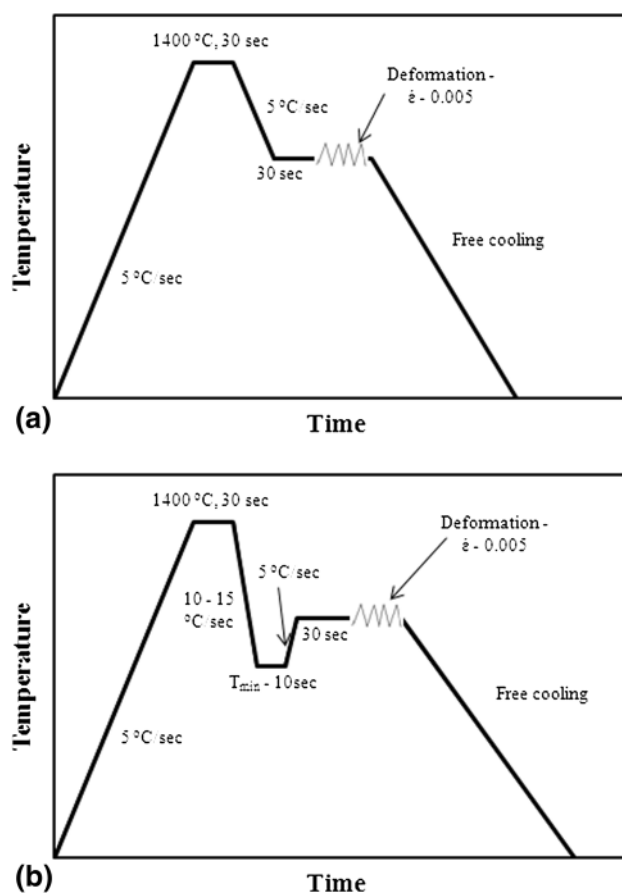 1400 °C, 30 sec
Deformation -
ε̇ - 0.005
5 °C/sec
30 sec
5 °C/sec
Free cooling
Temperature
(a)
Time
1400 °C, 30 sec
Deformation -
ε̇ - 0.005
5 °C/sec
10 - 15
°C/sec
30 sec
Tmin - 10sec
5 °C/sec
Free cooling
Temperature
(b)
Time